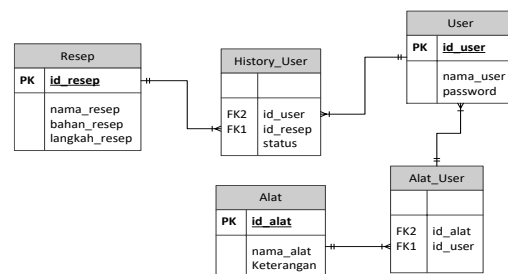 Resep
PK id_resep
nama_resep
bahan_resep
langkah_resep
History_User
FK2 id_user
FK1 id_resep
status
User
PK id_user
nama_user
password
Alat
PK id_alat
nama_alat
Keterangan
Alat_User
FK2 id_alat
FK1 id_user